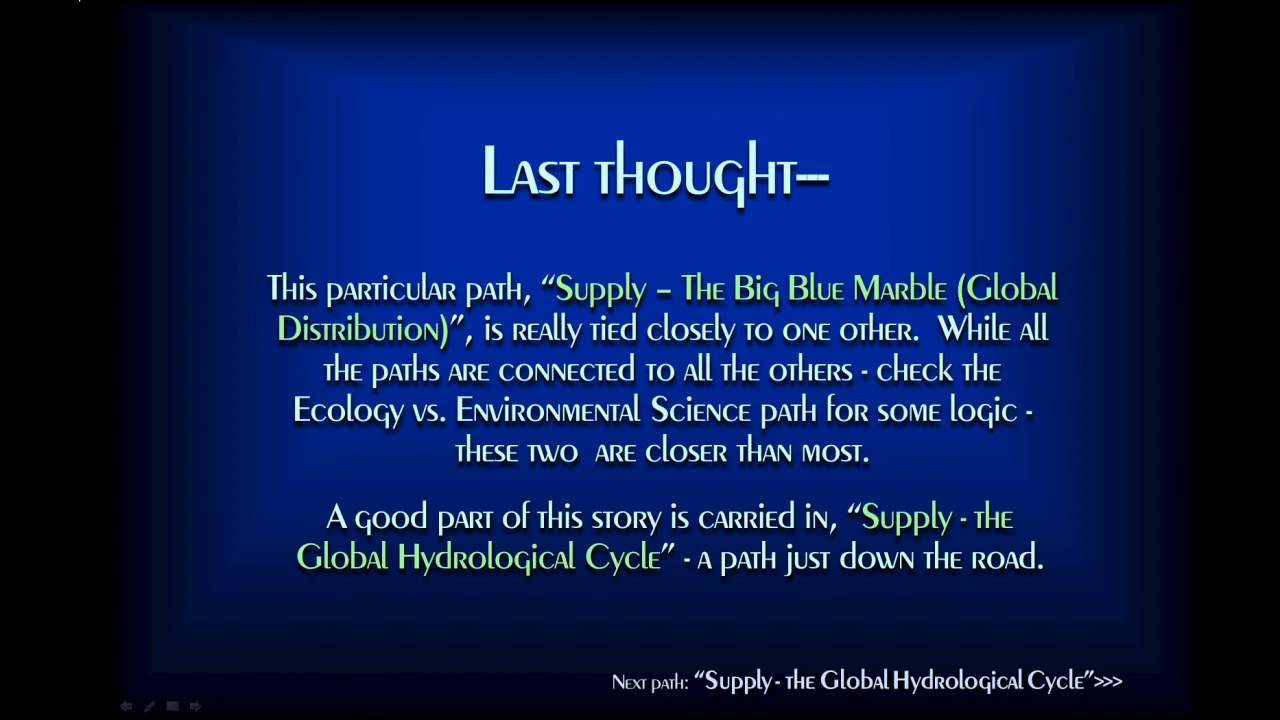 Last thought---
This particular path, “Supply – The Big Blue Marble (Global
Distribution)”, is really tied closely to one other.  While all
the paths are connected to all the others - check the
Ecology vs. Environmental Science path for some logic -
these two  are closer than most.
A good part of this story is carried in, “Supply - the
Global Hydrological Cycle” - a path just down the road.
Next path: “Supply - the Global Hydrological Cycle”>>>